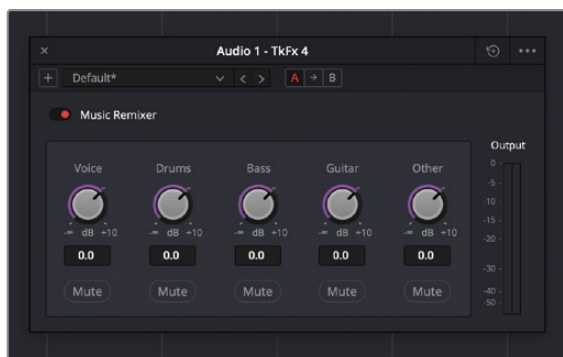 Audio 1 - TkFx 4
Default*
A
B
Music Remixer
Output
Voice Drums Bass Guitar Other
-∞ dB +10 -∞ dB +10 -∞ dB +10 -∞ dB +10 -∞ dB +10
0.0 0.0 0.0 0.0 0.0
Mute Mute Mute Mute Mute
0
-5
-10
-15
-20
-30
-40
-50